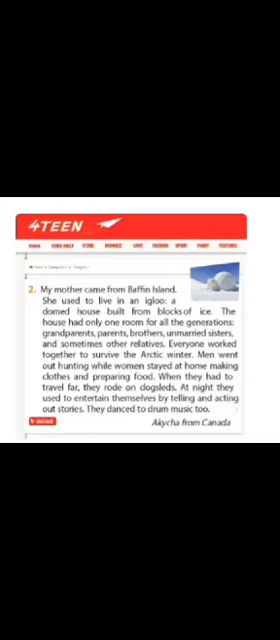 4TEEN
2. My mother came from Baffin Island.
She used to live in an igloo: a
domed house built from blocks of ice. The
house had only one room for all the generations:
grandparents, parents, brothers, unmarried sisters,
and sometimes other relatives. Everyone worked
together to survive the Arctic winter. Men went
out hunting while women stayed at home making
clothes and preparing food. When they had to
travel far, they rode on dogsleds. At night they
used to entertain themselves by telling and acting
out stories. They danced to drum music too.
Akycha from Canada